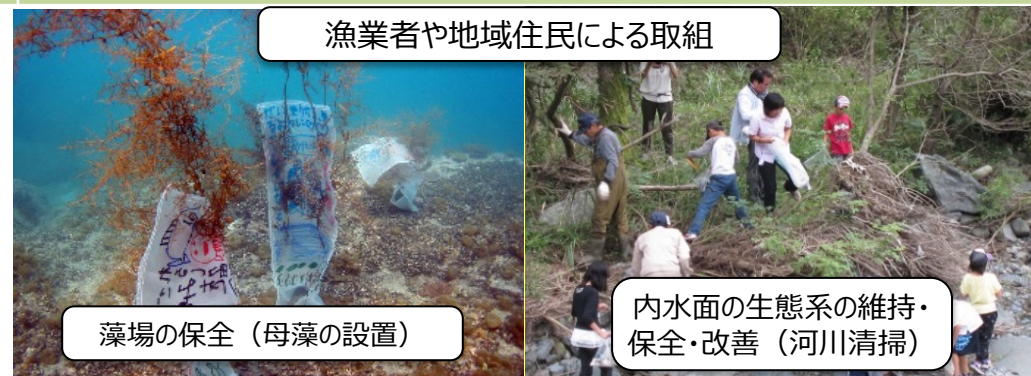 漁業者や地域住民による取組
藻場の保全（母藻の設置）
内水面の生態系の維持・
保全・改善（河川清掃）